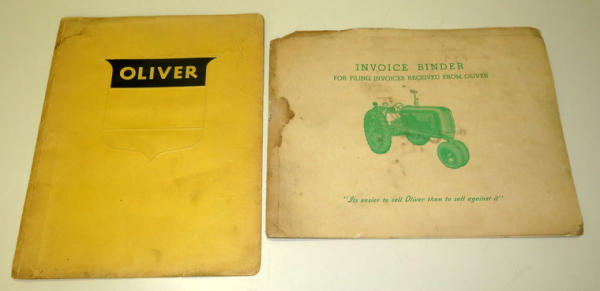 OLIVER
INVOICE BINDER
FOR FILING INVOICES RECEIVED FROM OLIVER
"Its easier to sell Oliver than to sell against it"